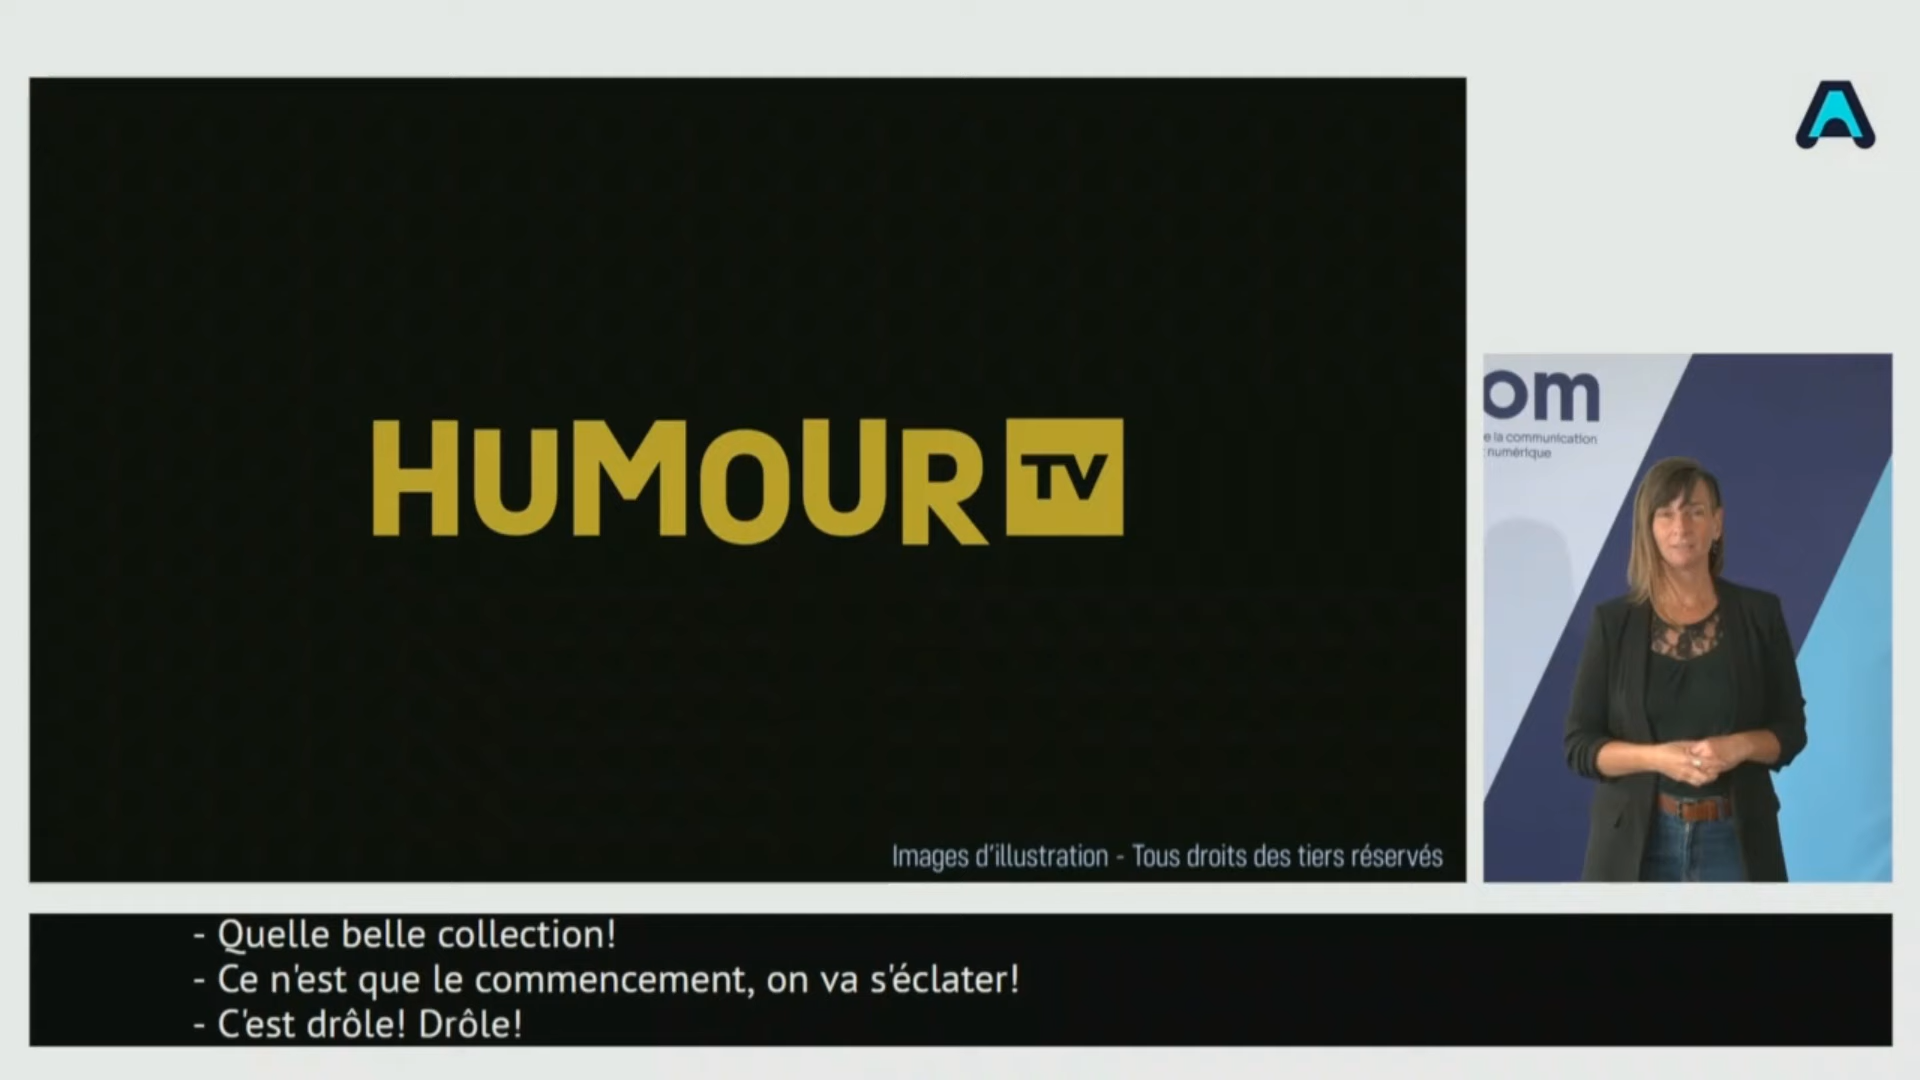 HUMOUR TV
Images d'illustration - Tous droits des tiers réservés
om
e la communication
numérique
- Quelle belle collection!
- Ce n'est que le commencement, on va s'éclater!
- C'est drôle! Drôle!